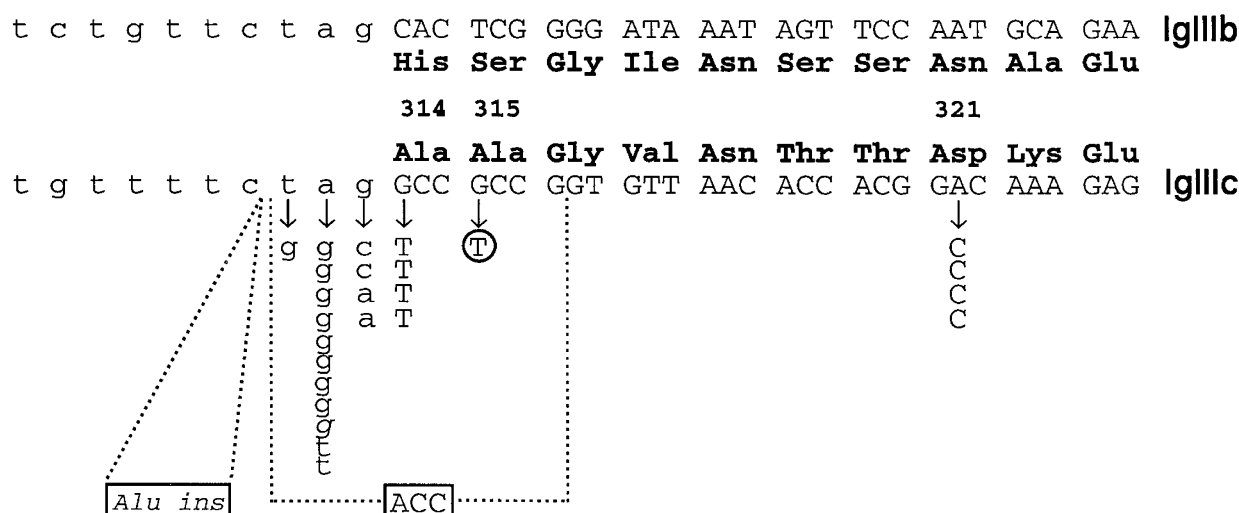 t c t g t t c t a g CAC TCG GGG ATA AAT AGT TCC AAT GCA GAA IgIIIb
His Ser Gly Ile Asn Ser Ser Asn Ala Glu
314 315 321
Ala Ala Gly Val Asn Thr Thr Asp Lys Glu
t g t t t t c t a g GCC GCC GGT GTT AAC ACC ACG GAC AAA GAG IgIIIc
↓ ↓ ↓ ↓ ↓ ↓
g g c T T C
g c T C
g a T C
g a T C
g
g
g
g
g
t
t
Alu ins ACC